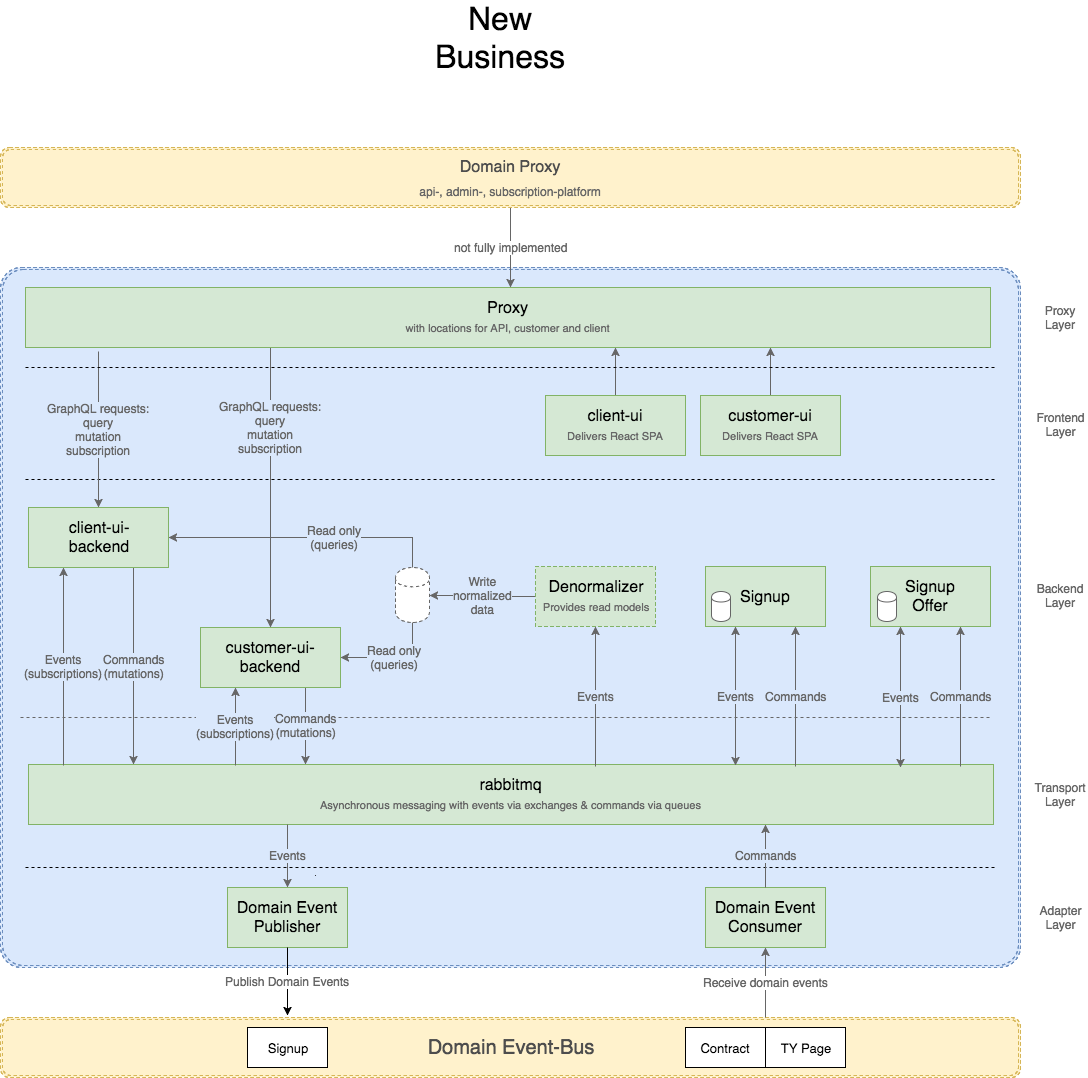 New
Business
Domain Proxy
api-, admin-, subscription-platform
not fully implemented
Proxy
with locations for API, customer and client
Proxy
Layer
GraphQL requests:
query
mutation
subscription
GraphQL requests:
query
mutation
subscription
client-ui
Delivers React SPA
customer-ui
Delivers React SPA
Frontend
Layer
client-ui-
backend
Read only
(queries)
Write
normalized
data
Denormalizer
Provides read models
Signup
Signup
Offer
Backend
Layer
customer-ui-
backend
Read only
(queries)
Events
(subscriptions)
Commands
(mutations)
Events
(subscriptions)
Commands
(mutations)
Events
Events
Commands
Events
Commands
rabbitmq
Asynchronous messaging with events via exchanges & commands via queues
Transport
Layer
Events
Commands
Domain Event
Publisher
Domain Event
Consumer
Adapter
Layer
Publish Domain Events
Receive domain events
Signup
Domain Event-Bus
Contract
TY Page